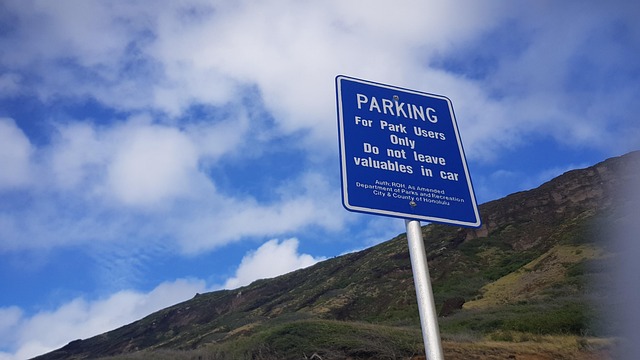 PARKING
For Park Users
Only
Do not leave
valuables in car
Auth: ROH. As Amended
Department of Parks and Recreation
City & County of Honolulu